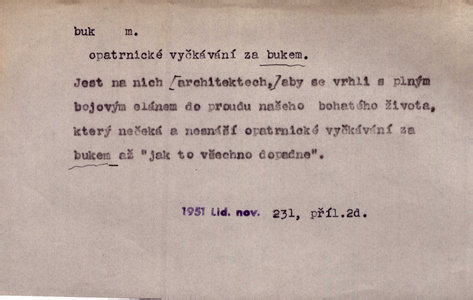 buk    m.
opatrnické vyčkávání za bukem.
Jest na nich /architektech,/aby se vrhli s plným
bojovým elánem do proudu našeho bohatého života,
který nečeká a nesnáší opatrnické vyčkávání za
bukem až "jak to všechno dopadne".
1951 Lid. nov. 231, příl.2d.